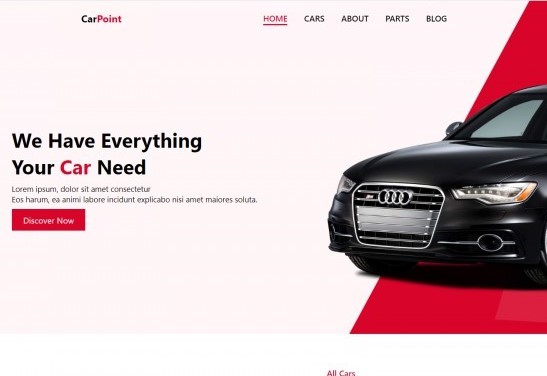 CarPoint
HOME CARS ABOUT PARTS BLOG
We Have Everything
Your Car Need
Lorem ipsum, dolor sit amet consectetur
Eos harum, ea animi labore incidunt explicabo nisi amet maiores soluta.
Discover Now
All Cars